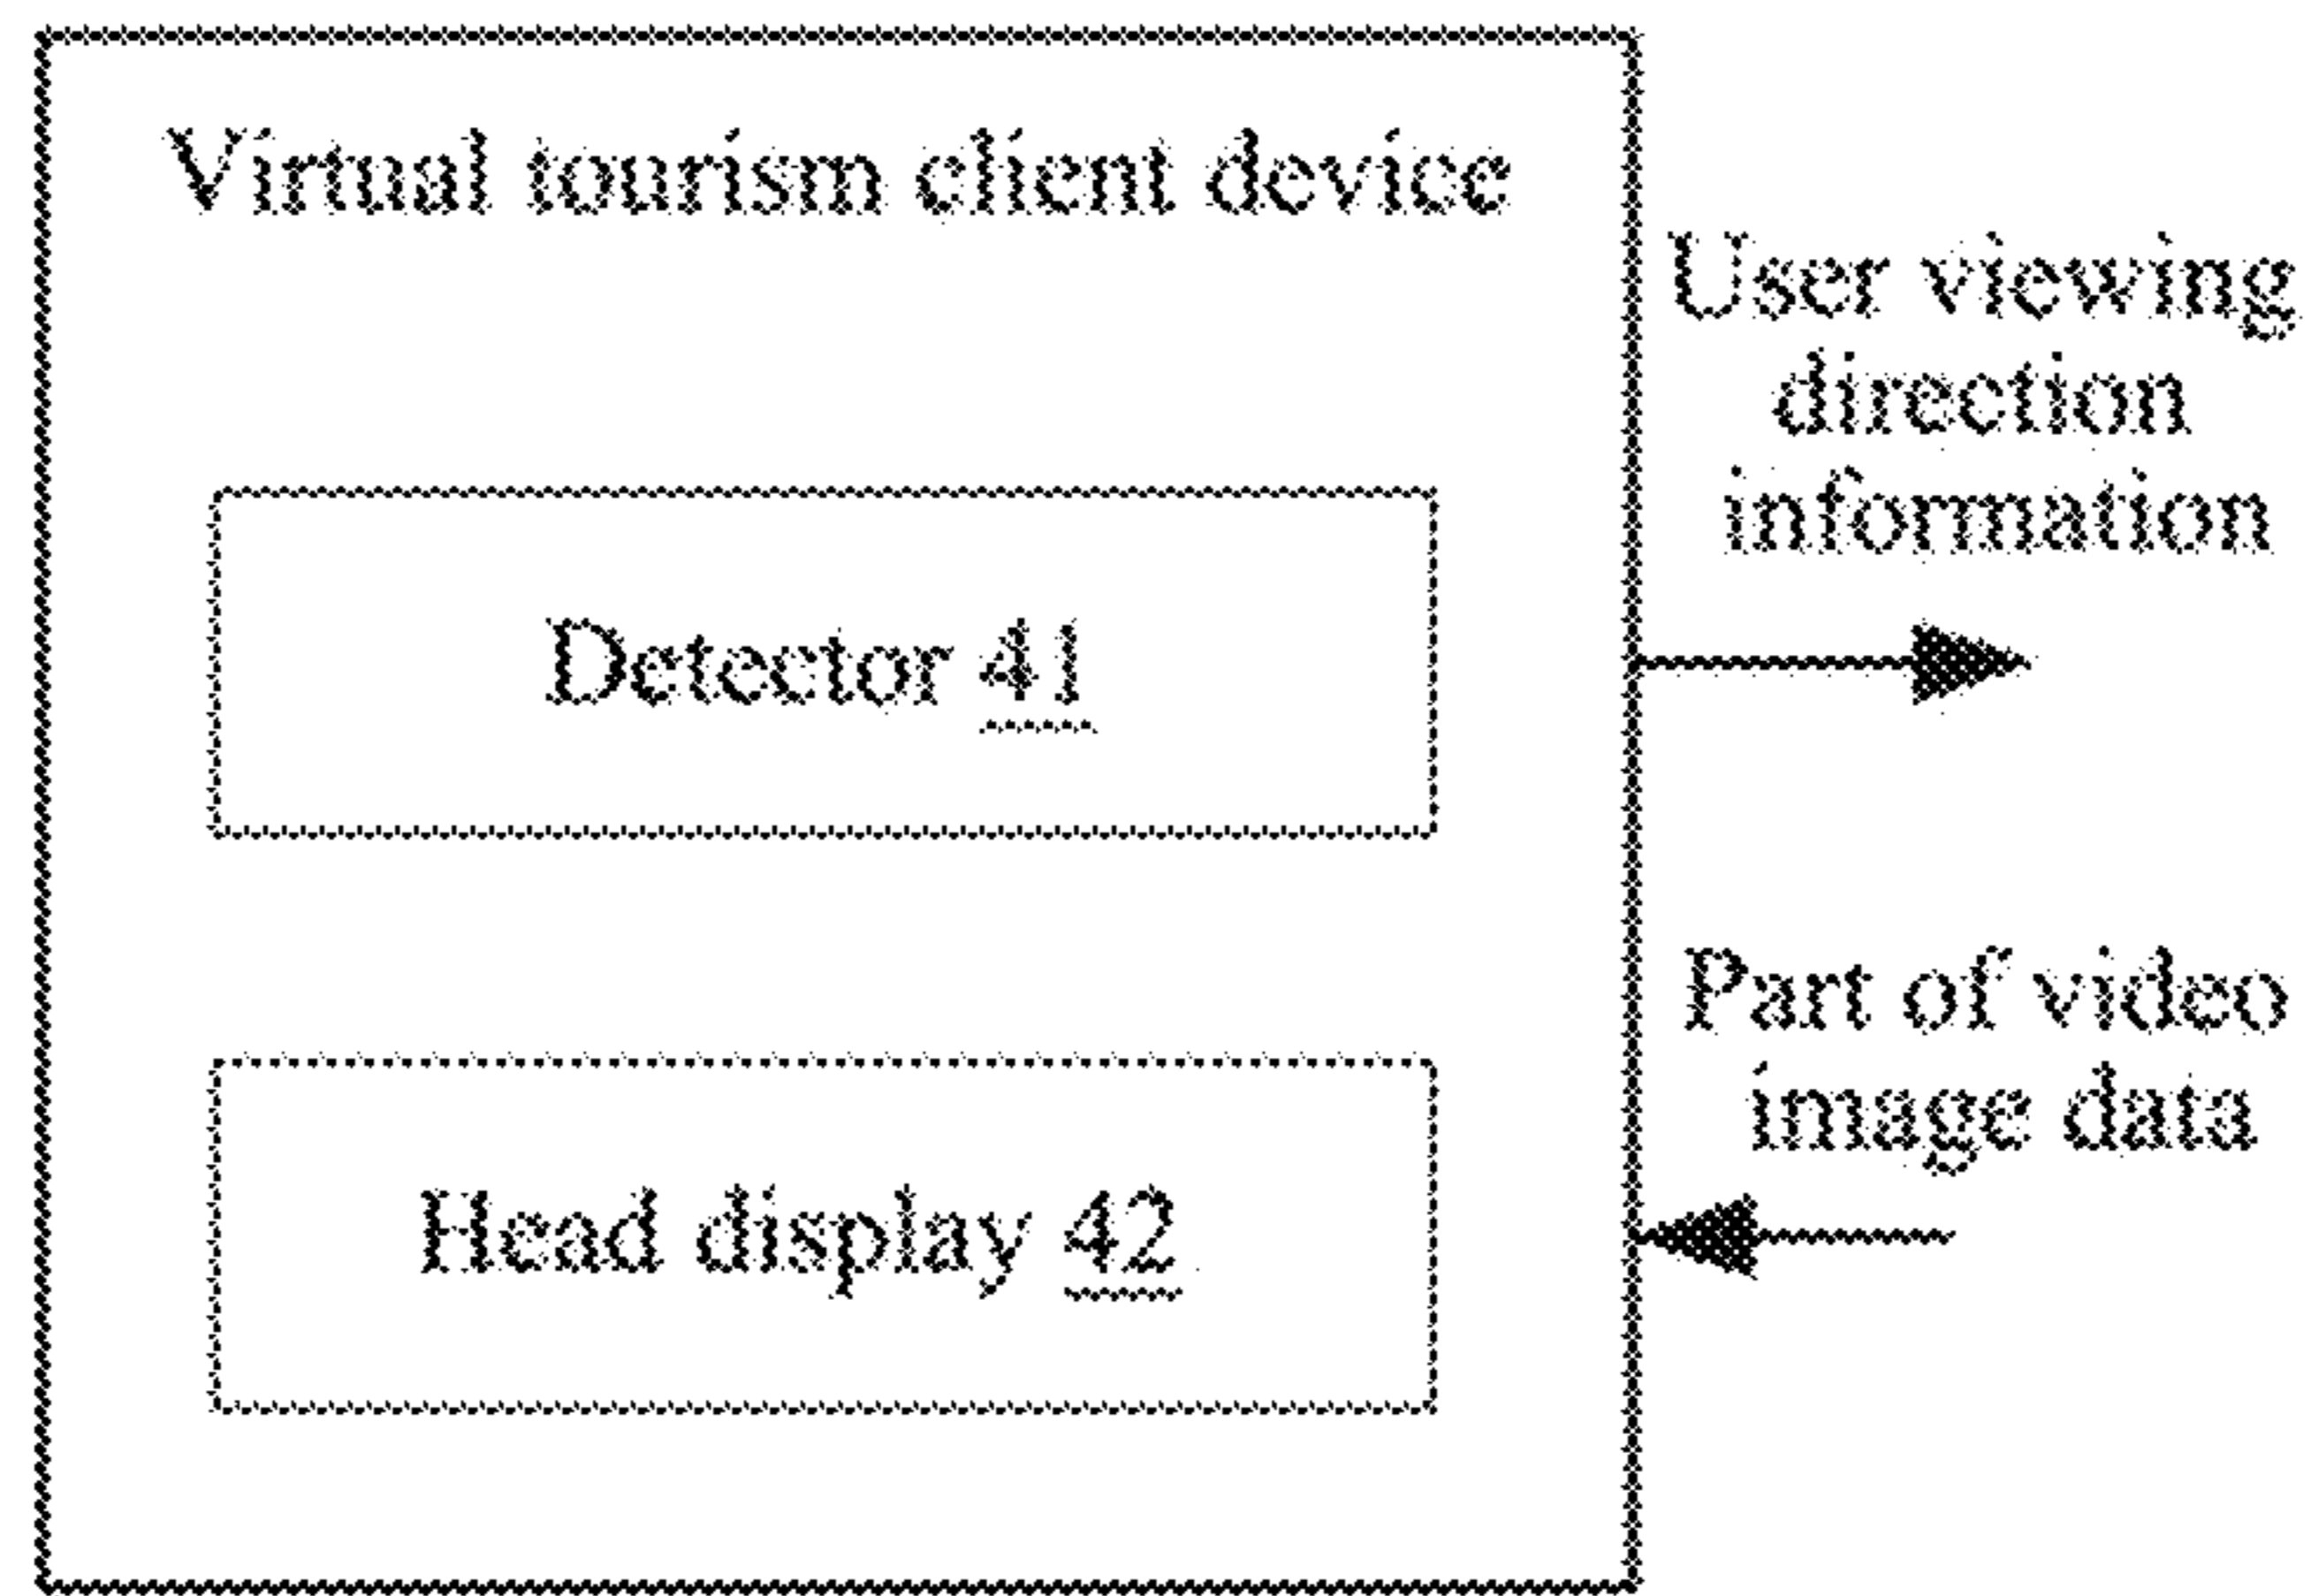 Virtual tourism client device
User viewing
direction
information
Detector 41
Part of video
image data
Head display 42